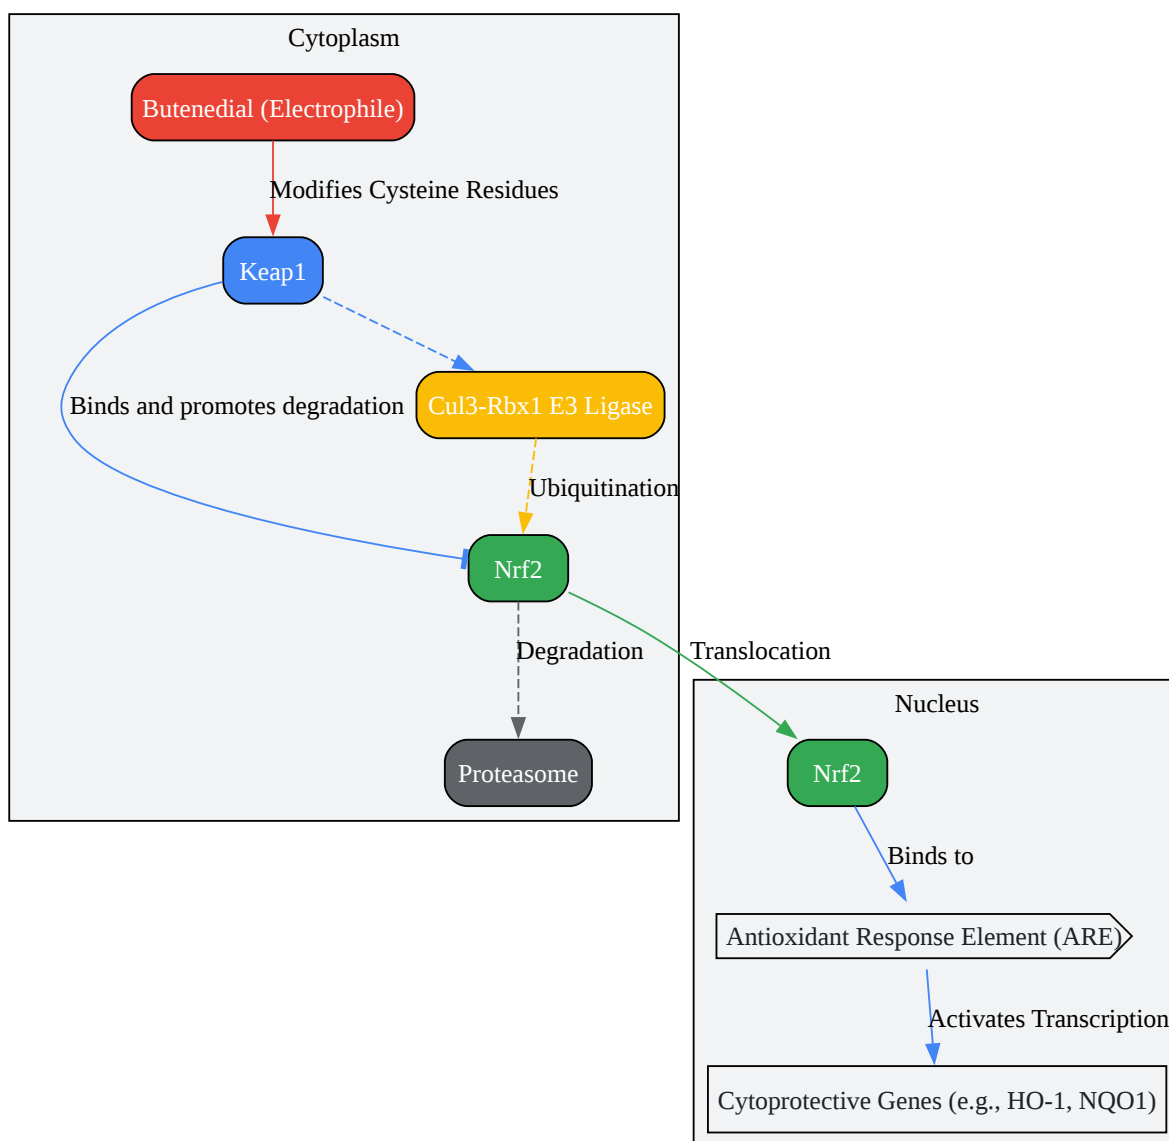 Cytoplasm
Butenedial (Electrophile)
Modifies Cysteine Residues
Keap1
Binds and promotes degradation
Cul3-Rbx1 E3 Ligase
Ubiquitination
Nrf2
Degradation
Translocation
Proteasome
Nucleus
Nrf2
Binds to
Antioxidant Response Element (ARE)
Activates Transcription
Cytoprotective Genes (e.g., HO-1, NQO1)